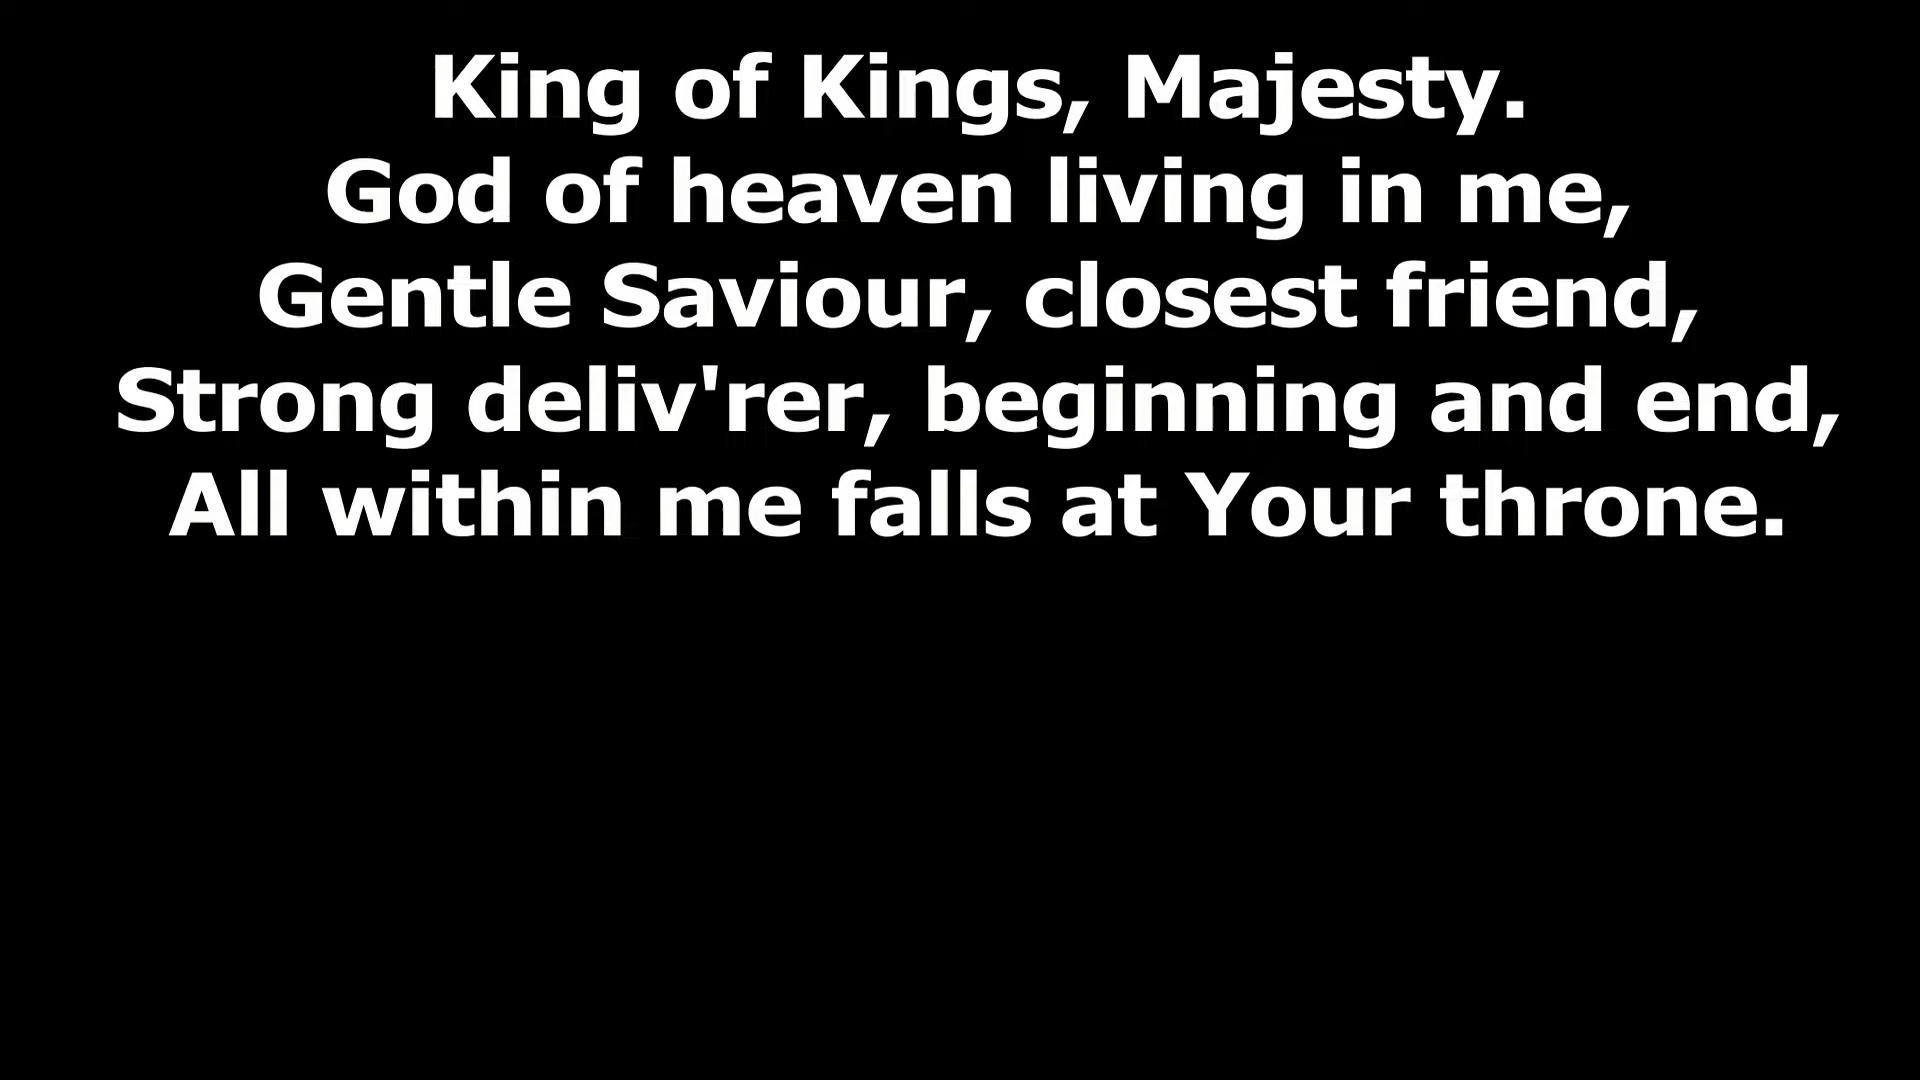 King of Kings, Majesty.
God of heaven living in me,
Gentle Saviour, closest friend,
Strong deliv'rer, beginning and end,
All within me falls at Your throne.